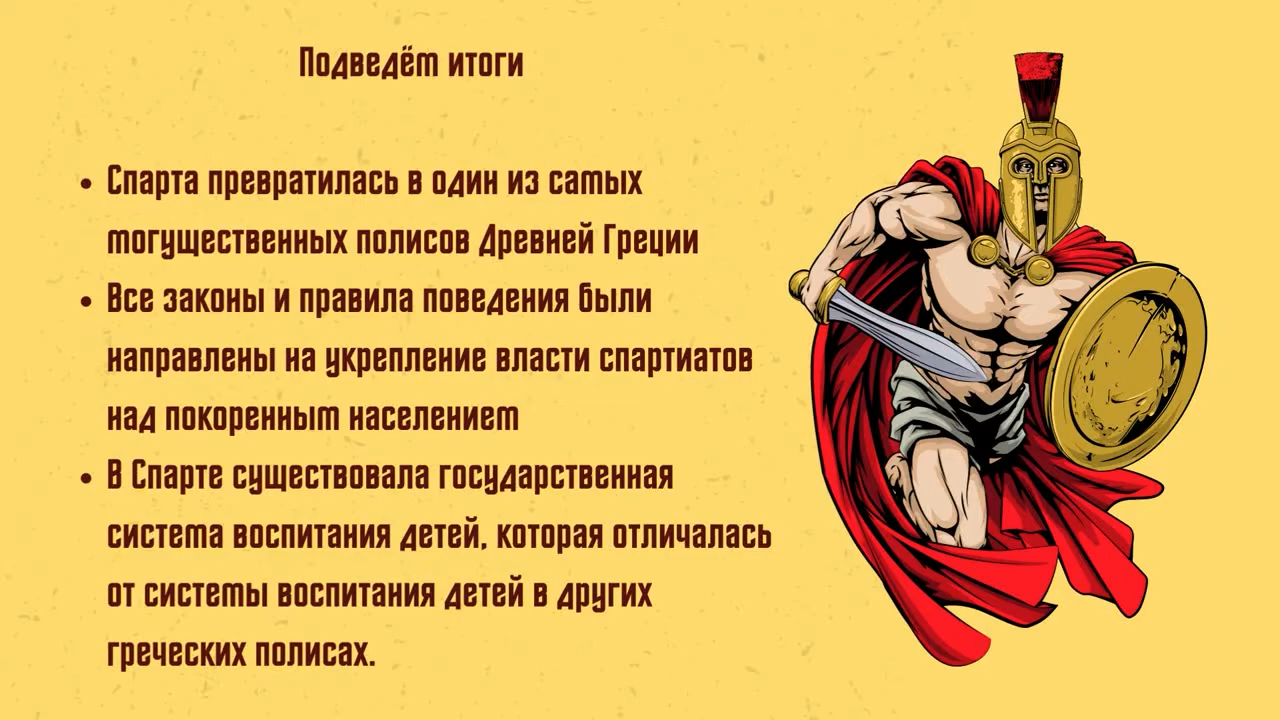 Подведём итоги
• Спарта превратилась в один из самых
могущественных полисов Древней Греции
• Все законы и правила поведения были
направлены на укрепление власти спартиатов
над покоренным населением
• В Спарте существовала государственная
система воспитания детей, которая отличалась
от системы воспитания детей в других
греческих полисах.